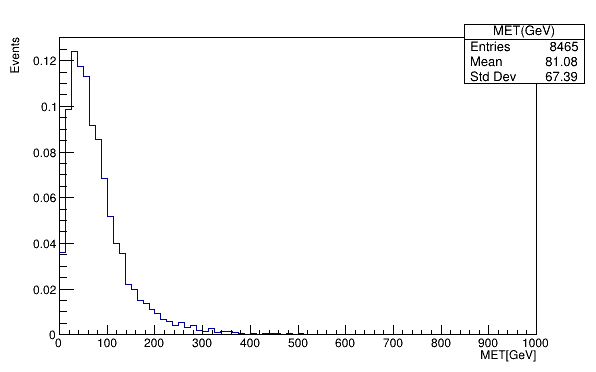 MET(GeV)
Entries 8465
Mean 81.08
Std Dev 67.39
Events
0.12
0.1
0.08
0.06
0.04
0.02
0
0 100 200 300 400 500 600 700 800 900 1000
MET[GeV]